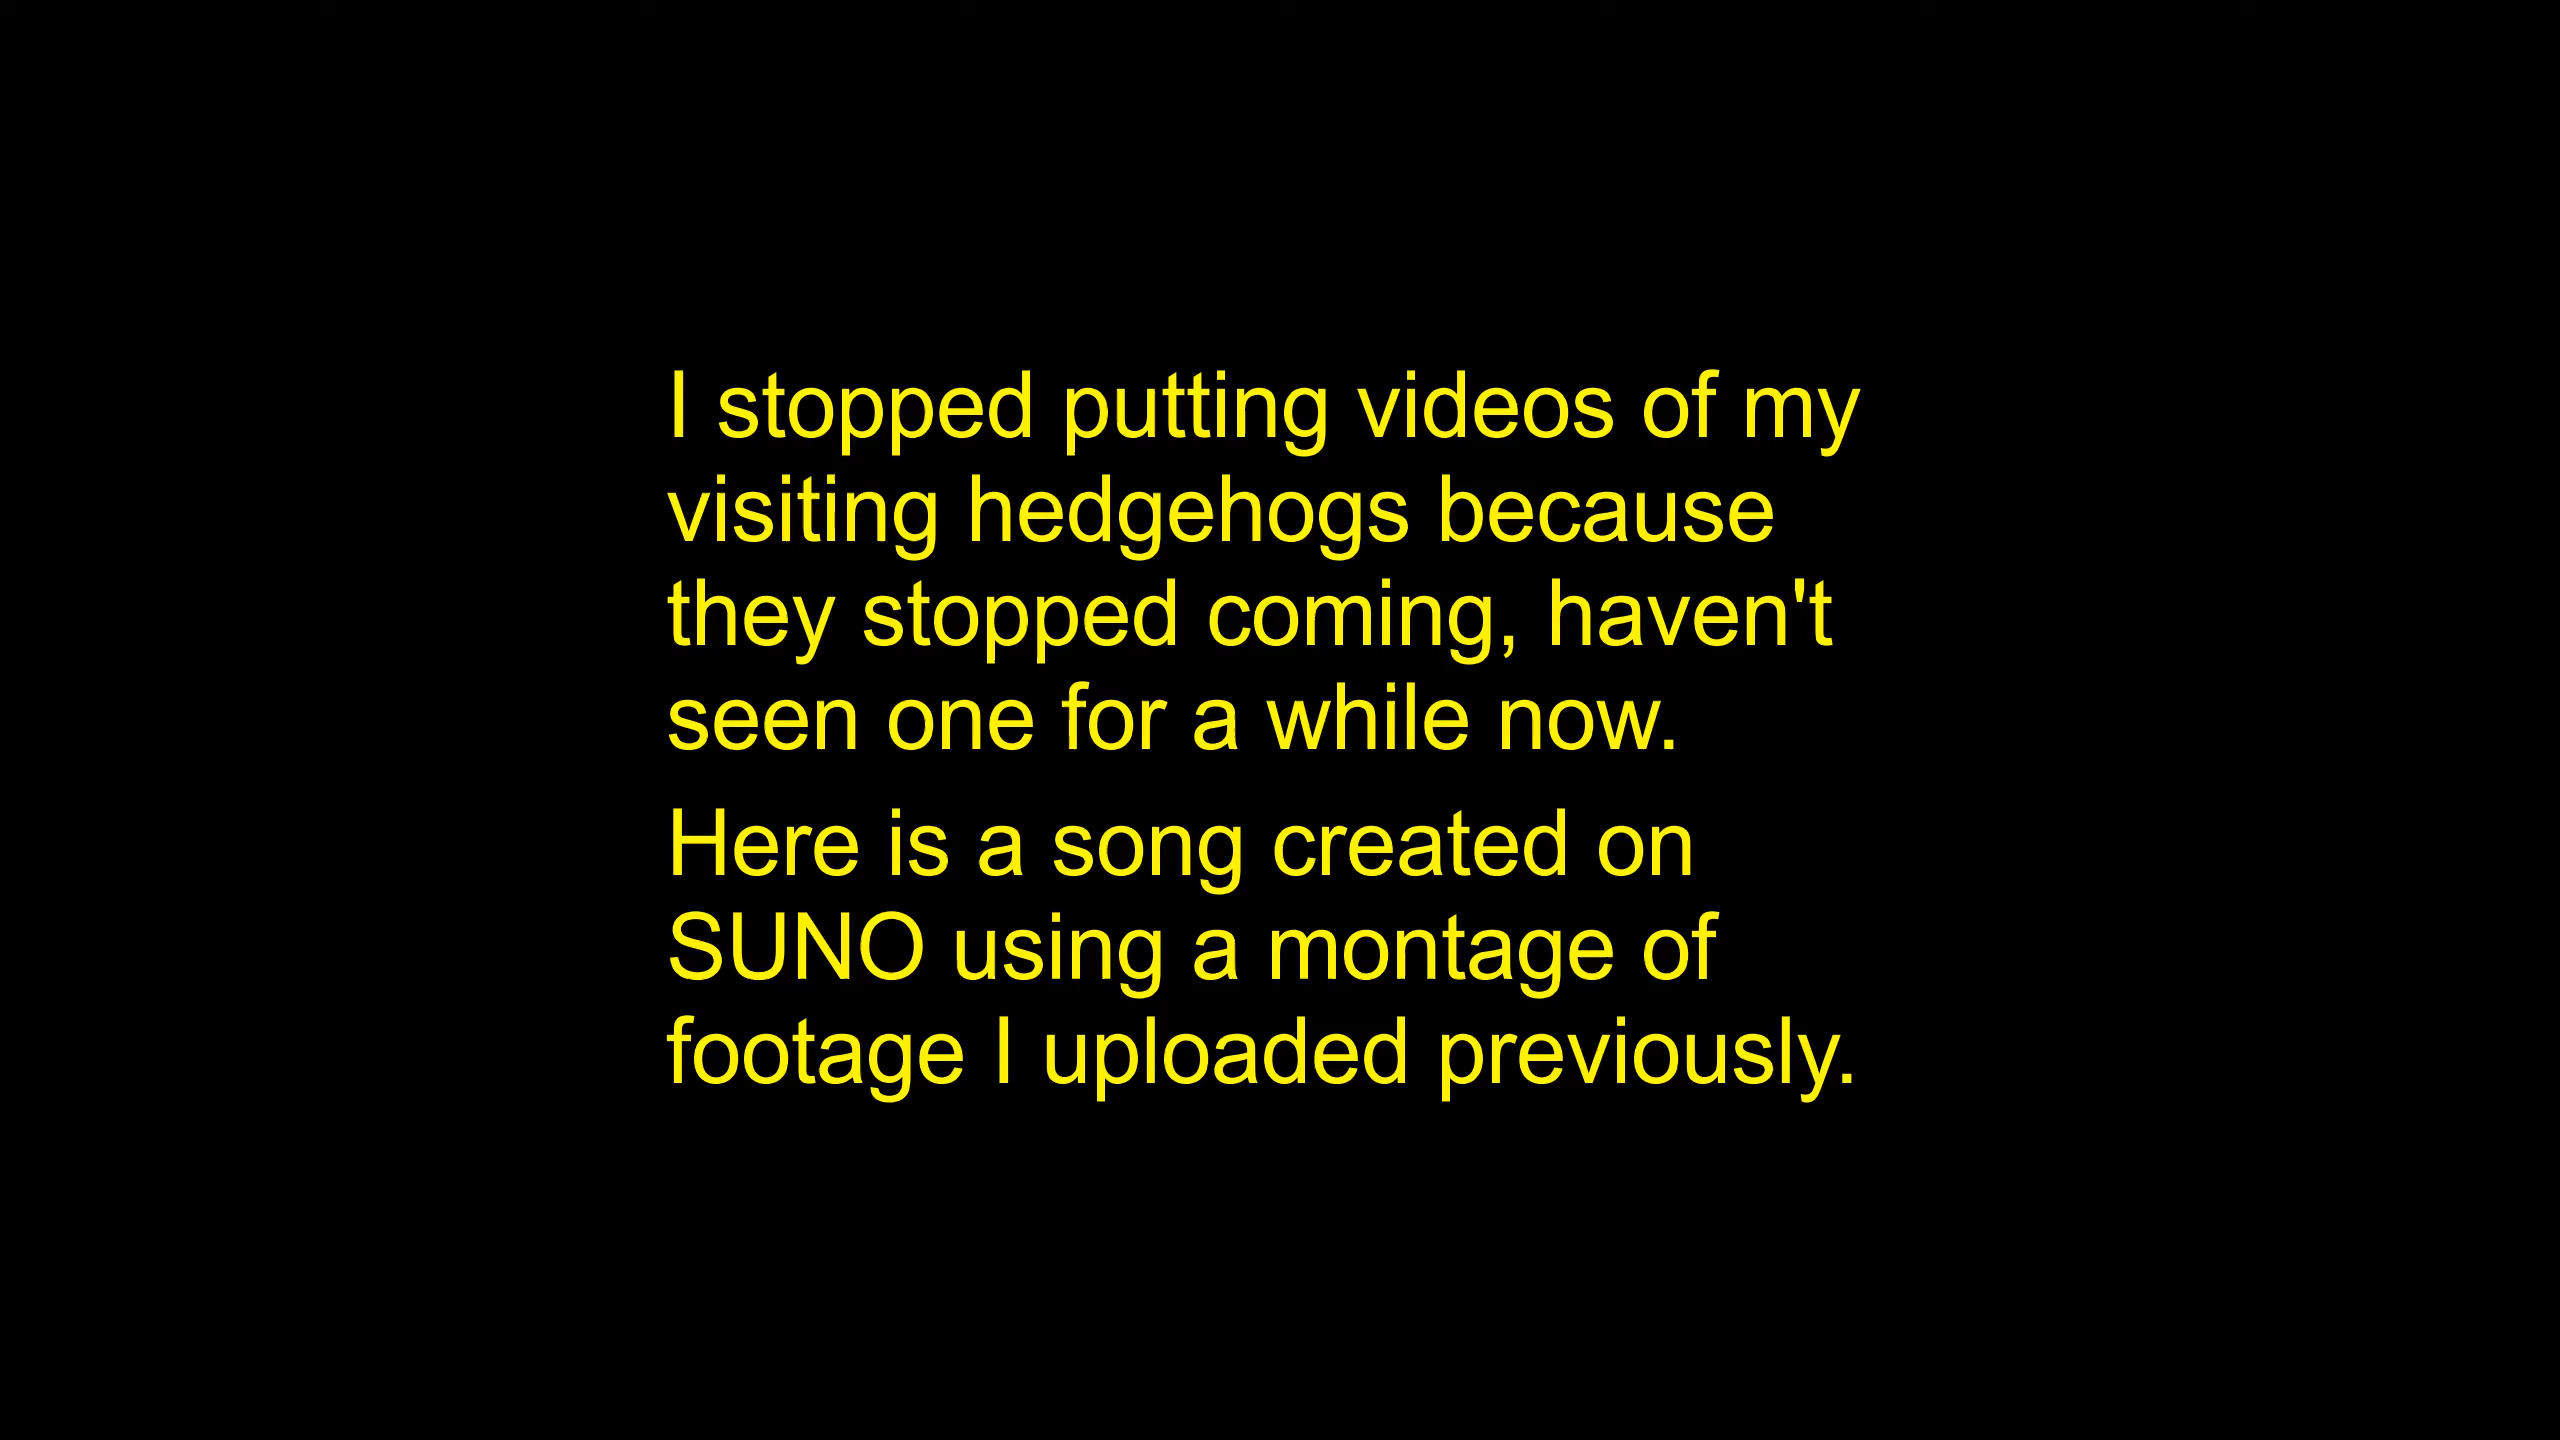 I stopped putting videos of my
visiting hedgehogs because
they stopped coming, haven't
seen one for a while now.
Here is a song created on
SUNO using a montage of
footage I uploaded previously.